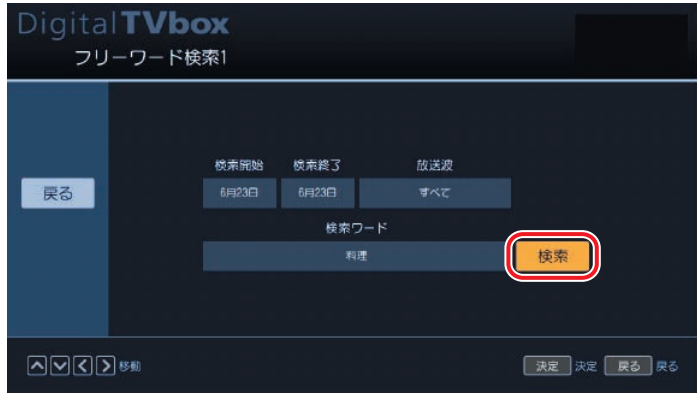 DigitalTVbox
フリーワード検索1
検索開始 検索終了 放送波
戻る 6月23日 6月23日 すべて
検索ワード
料理 検索
移動 決定 決定 戻る 戻る